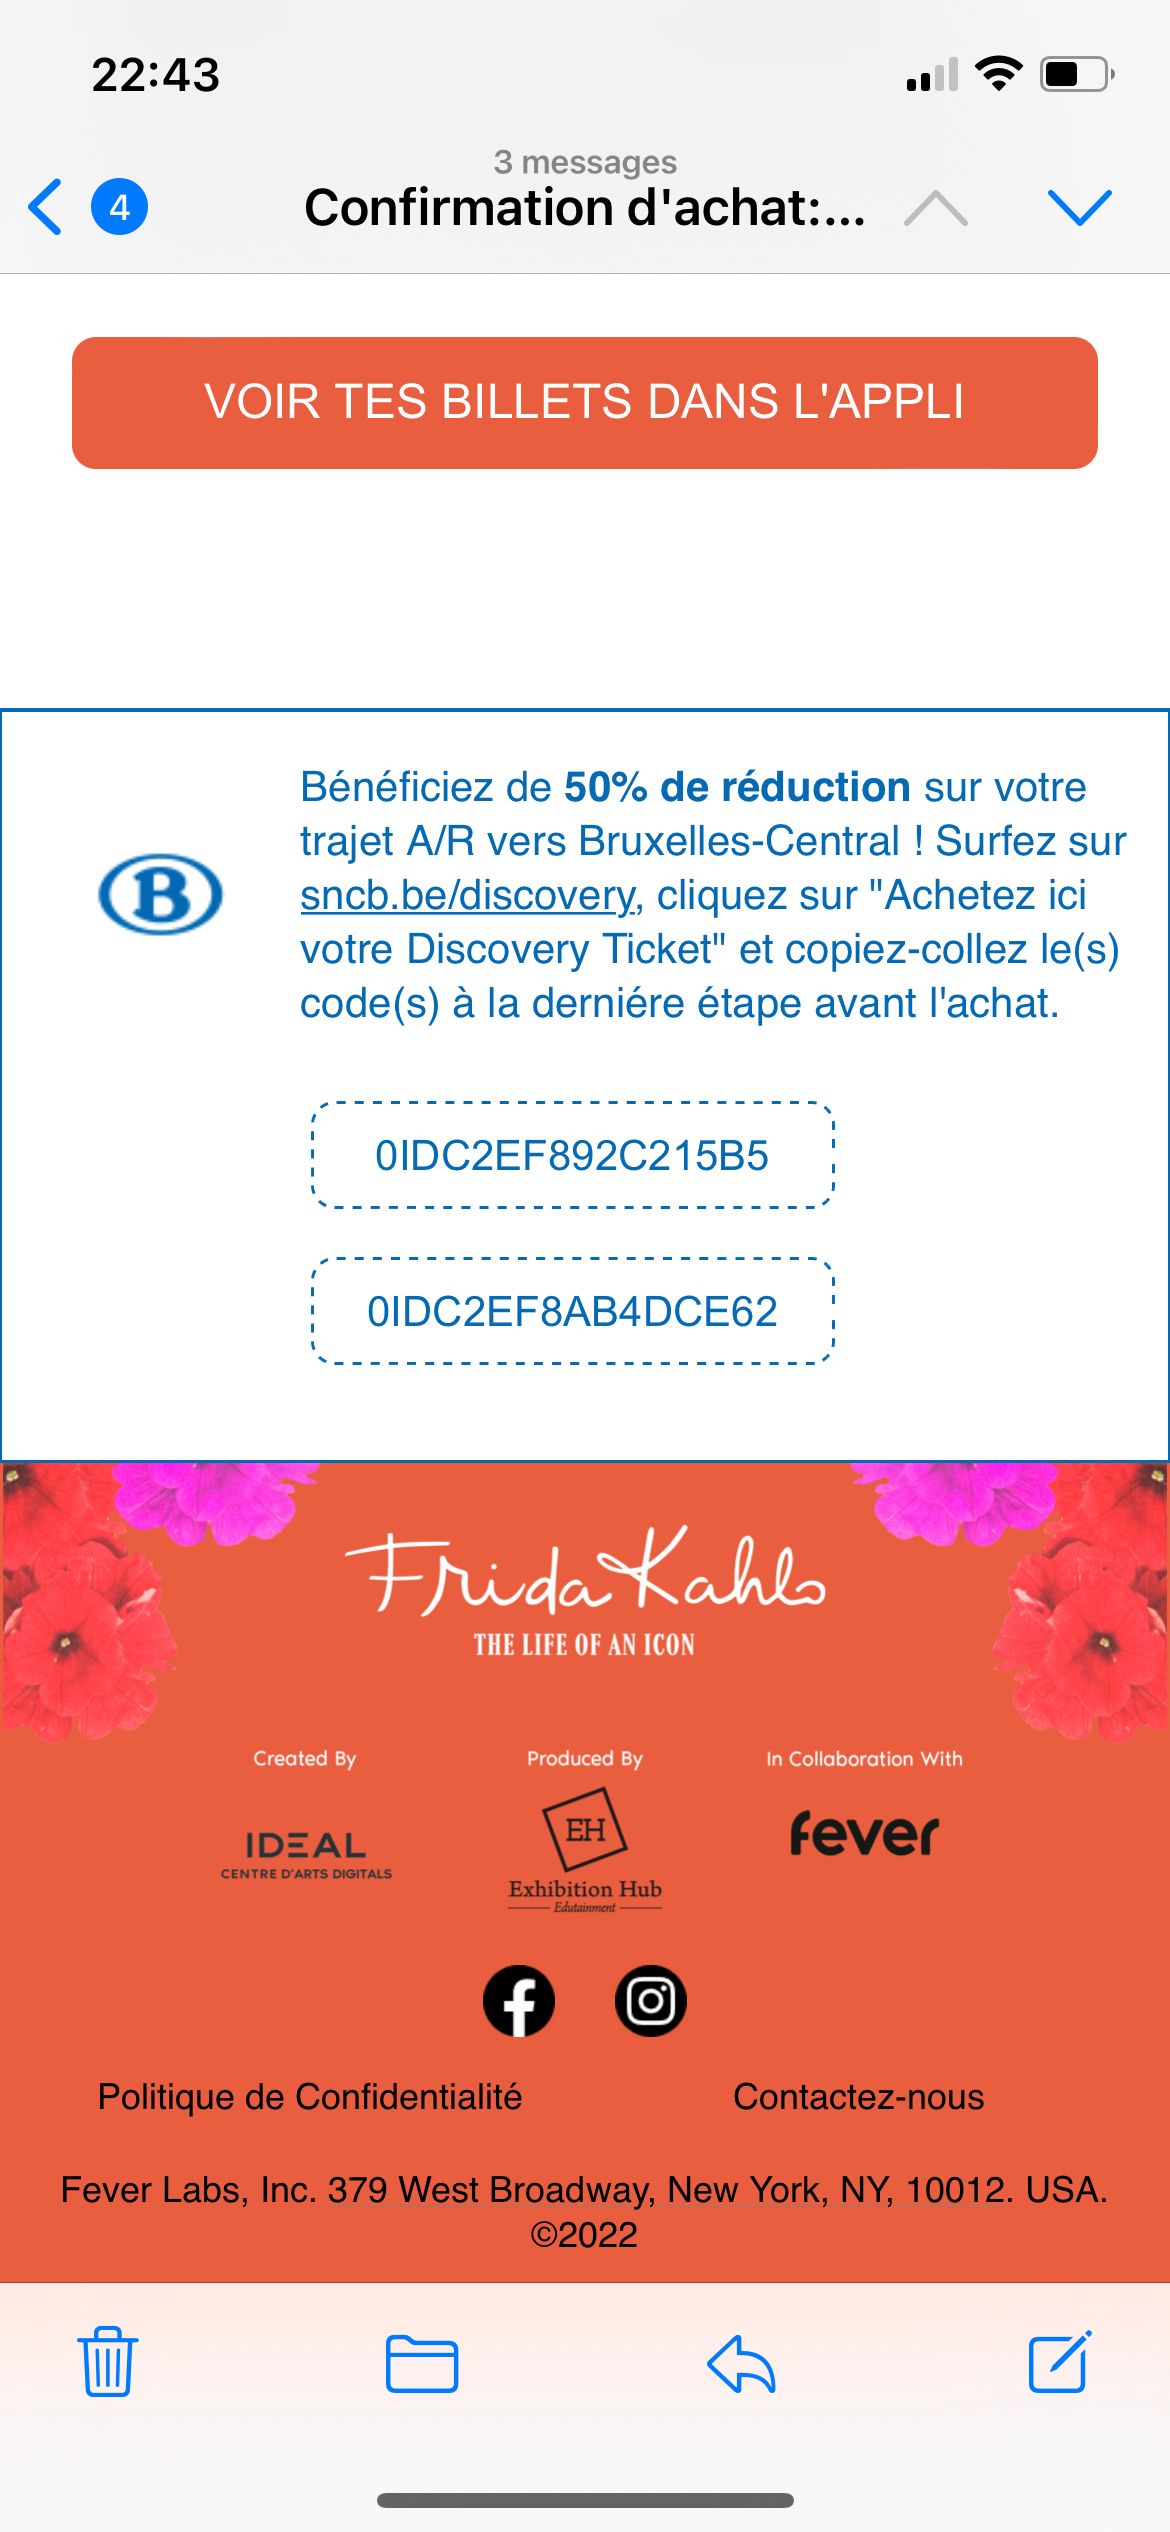 22:43
3 messages
4
Confirmation d'achat:...
VOIR TES BILLETS DANS L'APPLI
Bénéficiez de 50% de réduction sur votre
trajet A/R vers Bruxelles-Central ! Surfez sur
sncb.be/discovery, cliquez sur "Achetez ici
votre Discovery Ticket" et copiez-collez le(s)
code(s) à la derniére étape avant l'achat.
B
0IDC2EF892C215B5
0IDC2EF8AB4DCE62
Frida Kahlo
THE LIFE OF AN ICON
Created By
Produced By
In Collaboration With
IDEAL
CENTRE D'ARTS DIGITALS
EH
Exhibition Hub
Edutainment
fever
Politique de Confidentialité
Contactez-nous
Fever Labs, Inc. 379 West Broadway, New York, NY, 10012. USA.
©2022